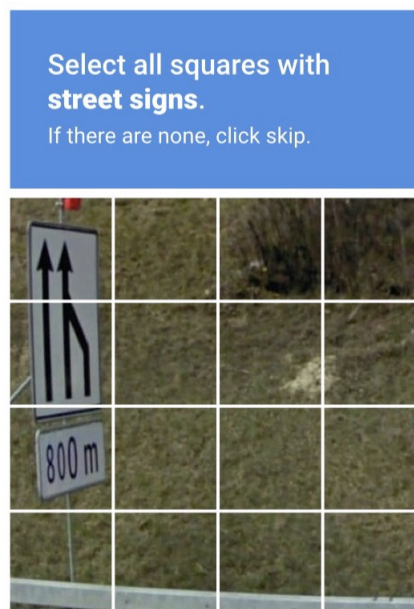 Select all squares with
street signs.
If there are none, click skip.
800 m